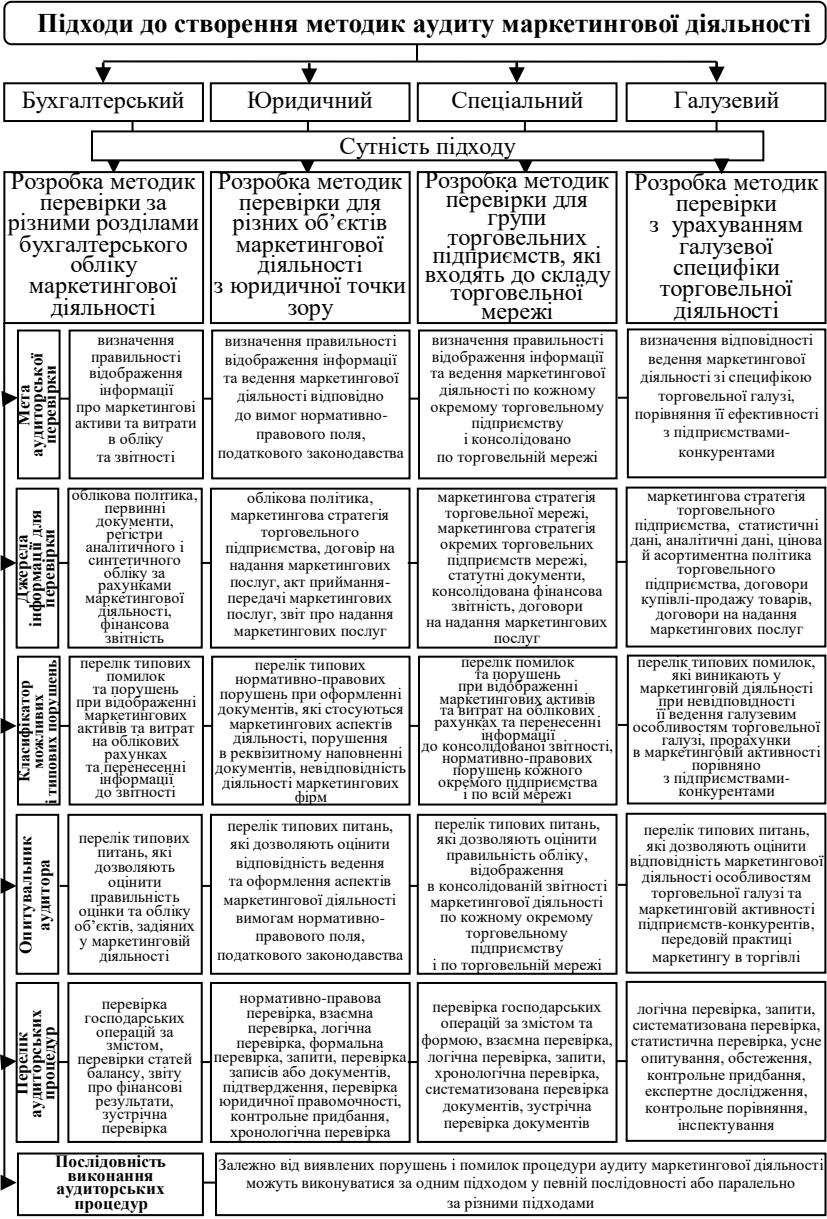 Підходи до створення методик аудиту маркетингової діяльності
Бухгалтерський
Юридичний
Спеціальний
Галузевий
Сутність підходу
Розробка методик
перевірки за
різними розділами
бухгалтерського
обліку
маркетингової
діяльності
Розробка методик
перевірки для
різних об’єктів
маркетингової
діяльності
з юридичної точки
зору
Розробка методик
перевірки для
групи
торговельних
підприємств, які
входять до складу
торговельної
мережі
Розробка методик
перевірки
з урахуванням
галузевої
специфіки
торговельної
діяльності
Мета
аудиторської
перевірки
визначення
правильності
відображення
інформації
про маркетингові
активи та витрати
в обліку
та звітності
визначення правильності
відображення інформації
та ведення маркетингової
діяльності відповідно
до вимог нормативно-
правового поля,
податкового законодавства
визначення правильності
відображення інформації
та ведення маркетингової
діяльності по кожному
окремому торговельному
підприємству
і консолідовано
по торговельній мережі
визначення відповідності
ведення маркетингової
діяльності зі специфікою
торговельної галузі,
порівняння її ефективності
з підприємствами-
конкурентами
Джерела
інформації для
перевірки
облікова політика,
первинні
документи,
регістри
аналітичного і
синтетичного
обліку за
рахунками
маркетингової
діяльності,
фінансова
звітність
облікова політика,
маркетингова стратегія
торговельного
підприємства, договір на
надання маркетингових
послуг, акт приймання-
передачі маркетингових
послуг, звіт про надання
маркетингових послуг
маркетингова стратегія
торговельної мережі,
маркетингова стратегія
окремих торговельних
підприємств мережі,
статутні документи,
консолідована фінансова
звітність, договори
на надання маркетингових
послуг
маркетингова стратегія
торговельного
підприємства, статистичні
дані, аналітичні дані, цінова
й асортиментна політика
торговельного
підприємства, договори
купівлі-продажу товарів,
договори на надання
маркетингових послуг
Класифікатор
можливих
і типових порушень
перелік типових
помилок
та порушень
при відображенні
маркетингових
активів та витрат
на облікових
рахунках
та перенесенні
інформації
до звітності
перелік типових
нормативно-правових
порушень при оформленні
документів, які стосуються
маркетингових аспектів
діяльності, порушення
в реквізитному наповненні
документів, невідповідність
діяльності маркетингових
фірм
перелік помилок
та порушень
при відображенні
маркетингових активів
та витрат на облікових
рахунках та перенесенні
інформації
до консолідованої звітності,
нормативно-правових
порушень кожного
окремого підприємства
і по всій мережі
перелік типових помилок,
які виникають у
маркетинговій діяльності
при невідповідності
її ведення галузевим
особливостям торговельної
галузі, прорахунки
в маркетинговій активності
порівняно
з підприємствами-
конкурентами
Опитувальник
аудитора
перелік типових
питань, які
дозволяють
оцінити
правильність
оцінки та обліку
об’єктів, задіяних
у маркетинговій
діяльності
перелік типових питань,
які дозволяють оцінити
відповідність ведення
та оформлення аспектів
маркетингової діяльності
вимогам нормативно-
правового поля,
податкового законодавства
перелік типових питань,
які дозволяють оцінити
правильність обліку,
відображення
в консолідованій звітності
маркетингової діяльності
по кожному окремому
торговельному
підприємству
і по торговельній мережі
перелік типових питань,
які дозволяють оцінити
відповідність маркетингової
діяльності особливостям
торговельної галузі та
маркетинговій активності
підприємств-конкурентів,
передовій практиці
маркетингу в торгівлі
Перелік
аудиторських
процедур
перевірка
господарських
операцій за
змістом,
перевірки статей
балансу, звіту
про фінансові
результати,
зустрічна
перевірка
нормативно-правова
перевірка, взаємна
перевірка, логічна
перевірка, формальна
перевірка, запити, перевірка
записів або документів,
підтвердження, перевірка
юридичної правомочності,
контрольне придбання,
хронологічна перевірка
перевірка господарських
операцій за змістом та
формою, взаємна перевірка,
логічна перевірка, запити,
хронологічна перевірка,
систематизована перевірка
документів, зустрічна
перевірка документів
логічна перевірка, запити,
систематизована перевірка,
статистична перевірка, усне
опитування, обстеження,
контрольне придбання,
експертне дослідження,
контрольне порівняння,
інспектування
Послідовність
виконання
аудиторських
процедур
Залежно від виявлених порушень і помилок процедури аудиту маркетингової діяльності
можуть виконуватися за одним підходом у певній послідовності або паралельно
за різними підходами